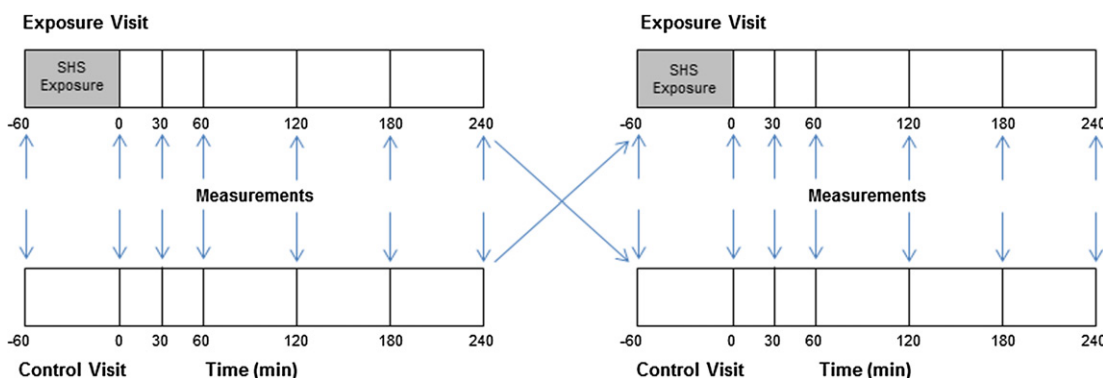 Exposure Visit Exposure Visit
SHS Exposure SHS Exposure
-60 0 30 60 120 180 240 -60 0 30 60 120 180 240
Measurements Measurements
-60 0 30 60 120 180 240 -60 0 30 60 120 180 240
Control Visit Time (min) Control Visit Time (min)